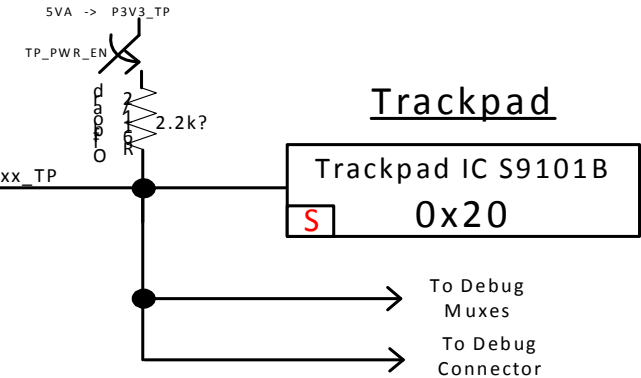 5VA -> P3V3_TP
TP_PWR_EN
2.2k?
Trackpad
xx_TP
Trackpad IC S9101B
S
0x20
To Debug
Muxes
To Debug
Connector